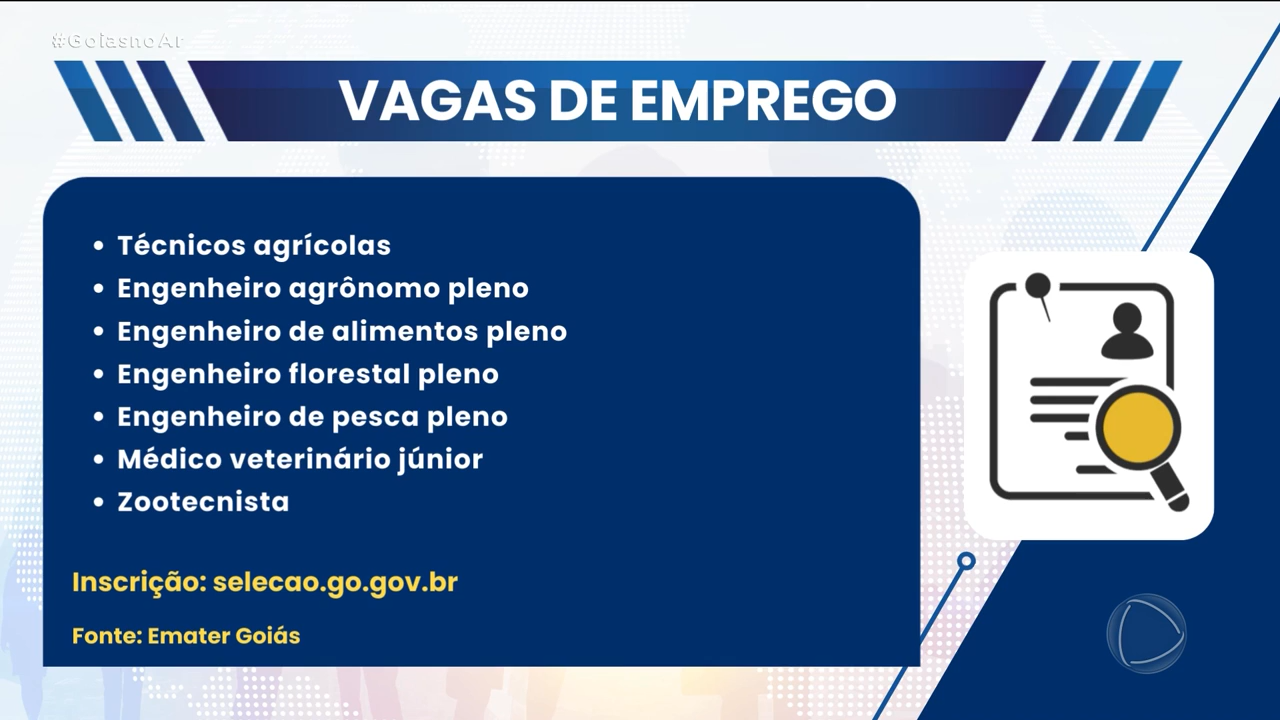 #GoiasnoAr
VAGAS DE EMPREGO
• Técnicos agrícolas
• Engenheiro agrônomo pleno
• Engenheiro de alimentos pleno
• Engenheiro florestal pleno
• Engenheiro de pesca pleno
• Médico veterinário júnior
• Zootecnista
Inscrição: selecao.go.gov.br
Fonte: Emater Goiás